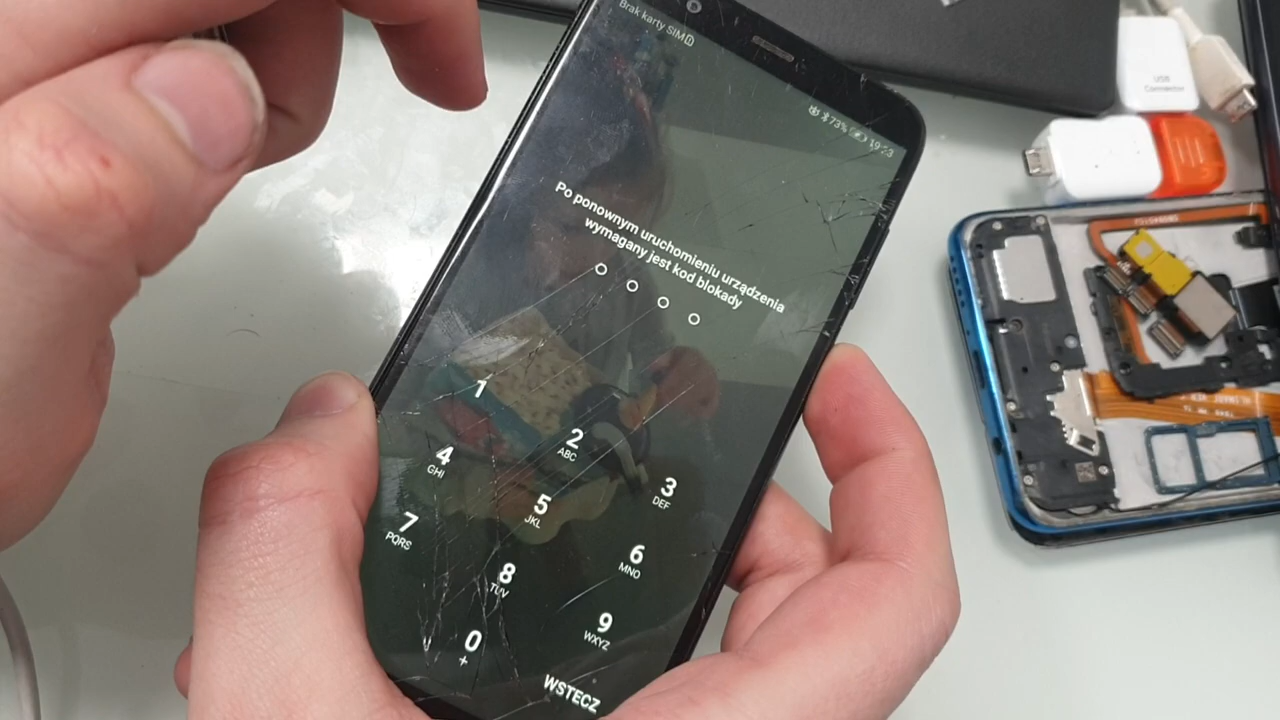 Brak karty SIM
73% 19:23
Po ponownym uruchomieniu urządzenia
wymagany jest kod blokady
1
2
ABC
3
DEF
4
GHI
5
JKL
6
MNO
7
PQRS
8
TUV
9
WXYZ
0
+
WSTECZ
USB
Connector